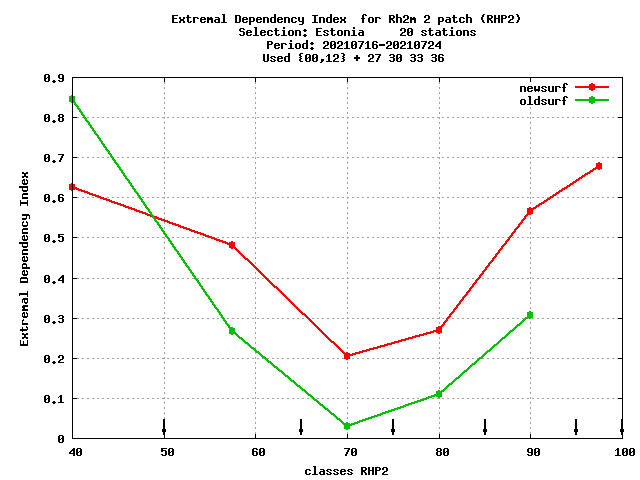 Extremal Dependency Index for Rh2m 2 patch (RHP2)
Selection: Estonia 20 stations
Period: 20210716-20210724
Used {00,12} + 27 30 33 36
newsurf
oldsurf
Extremal Dependency Index
0.9
0.8
0.7
0.6
0.5
0.4
0.3
0.2
0.1
0
40 50 60 70 80 90 100
classes RHP2